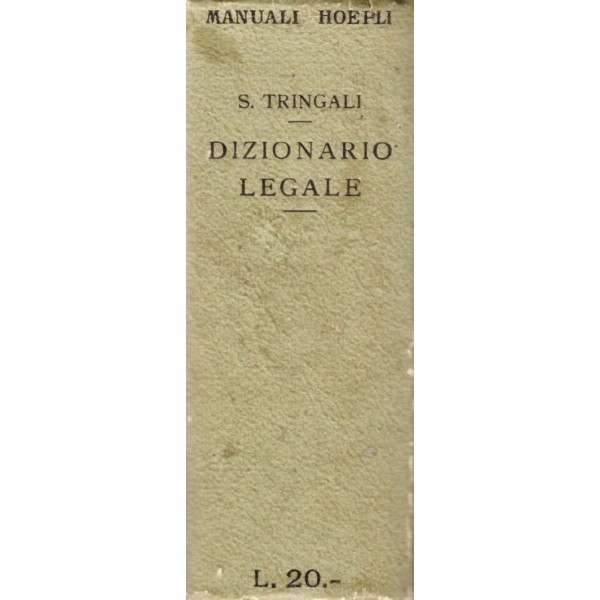 MANUALI HOEPLI
S. TRINGALI
DIZIONARIO
LEGALE
L. 20.-